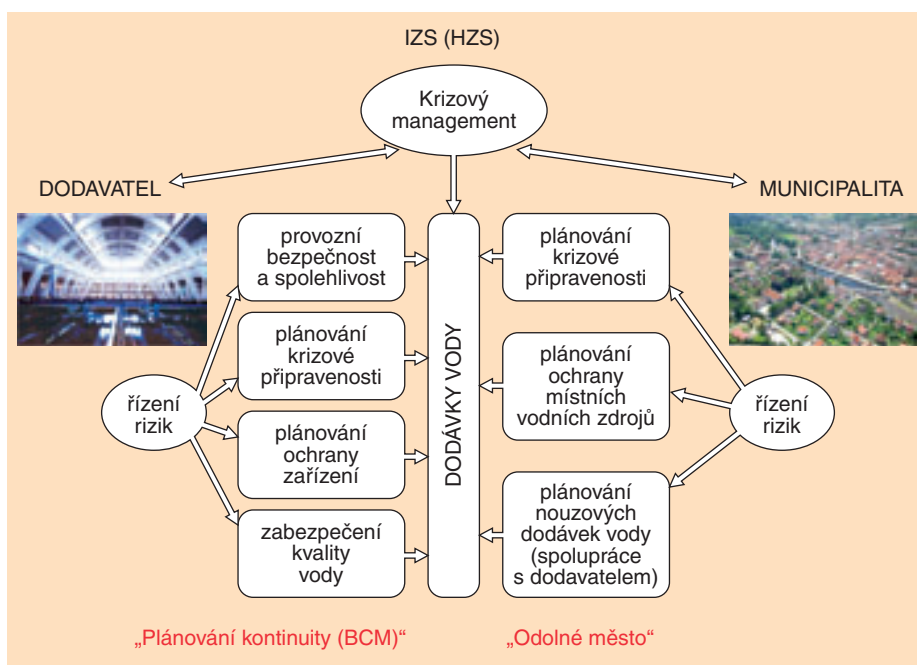 IZS (HZS)
Krizový
management
DODAVATEL
MUNICIPALITA
provozní
bezpečnost
a spolehlivost
plánování
krizové
připravenosti
plánování
ochrany
zařízení
zabezpečení
kvality
vody
řízení
rizik
DODÁVKY VODY
plánování
krizové
připravenosti
plánování
ochrany
místních
vodních zdrojů
plánování
nouzových
dodávek vody
(spolupráce
s dodavatelem)
řízení
rizik
„Plánování kontinuity (BCM)“
„Odolné město“